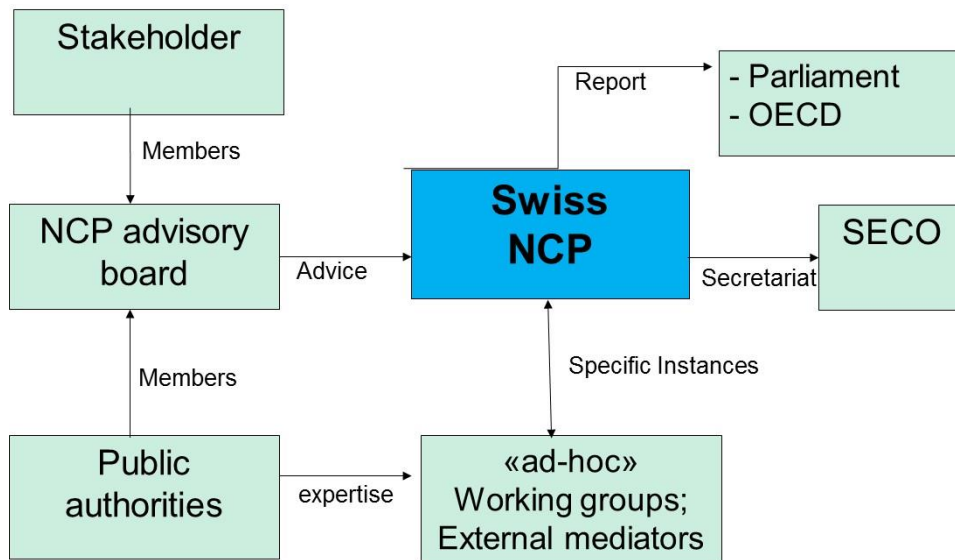 Stakeholder
Members
NCP advisory
board
Members
Public
authorities
Advice
expertise
Report
Swiss
NCP
Specific Instances
«ad-hoc»
Working groups;
External mediators
- Parliament
- OECD
Secretariat
SECO